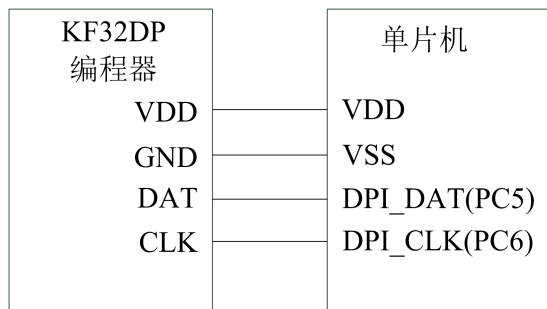 KF32DP
编程器
VDD
GND
DAT
CLK
单片机
VDD
VSS
DPI_DAT(PC5)
DPI_CLK(PC6)